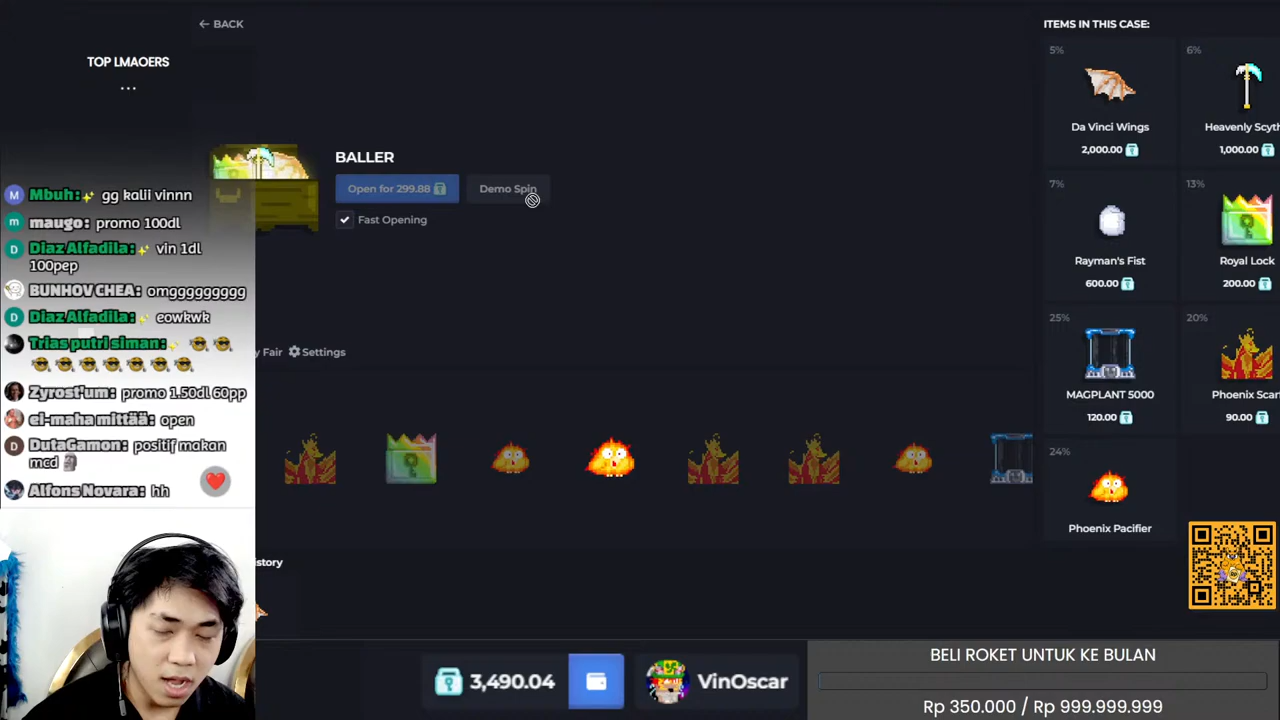 BACK
TOP LMAOERS
...
Mbuh: gg kalii vinnn
m maugo: promo 100dl
D Diaz Alfadila: vin 1dl
100pep
BUNHOV CHEA: omggggggggg
D Diaz Alfadila: eowkwk
Trias putri siman:
Zyrost'um: promo 1.50dl 60pp
el-maha mittää: open
D DutaGamon: positif makan
mcd
Alfons Novara: hh
BALLER
Open for 299.88
Demo Spin
Fast Opening
y Fair
Settings
istory
ITEMS IN THIS CASE:
5%
Da Vinci Wings
2,000.00
6%
Heavenly Scyth
1,000.00
7%
Rayman's Fist
600.00
13%
Royal Lock
200.00
25%
MAGPLANT 5000
120.00
20%
Phoenix Scar
90.00
24%
Phoenix Pacifier
3,490.04
VinOscar
BELI ROKET UNTUK KE BULAN
Rp 350.000 / Rp 999.999.999